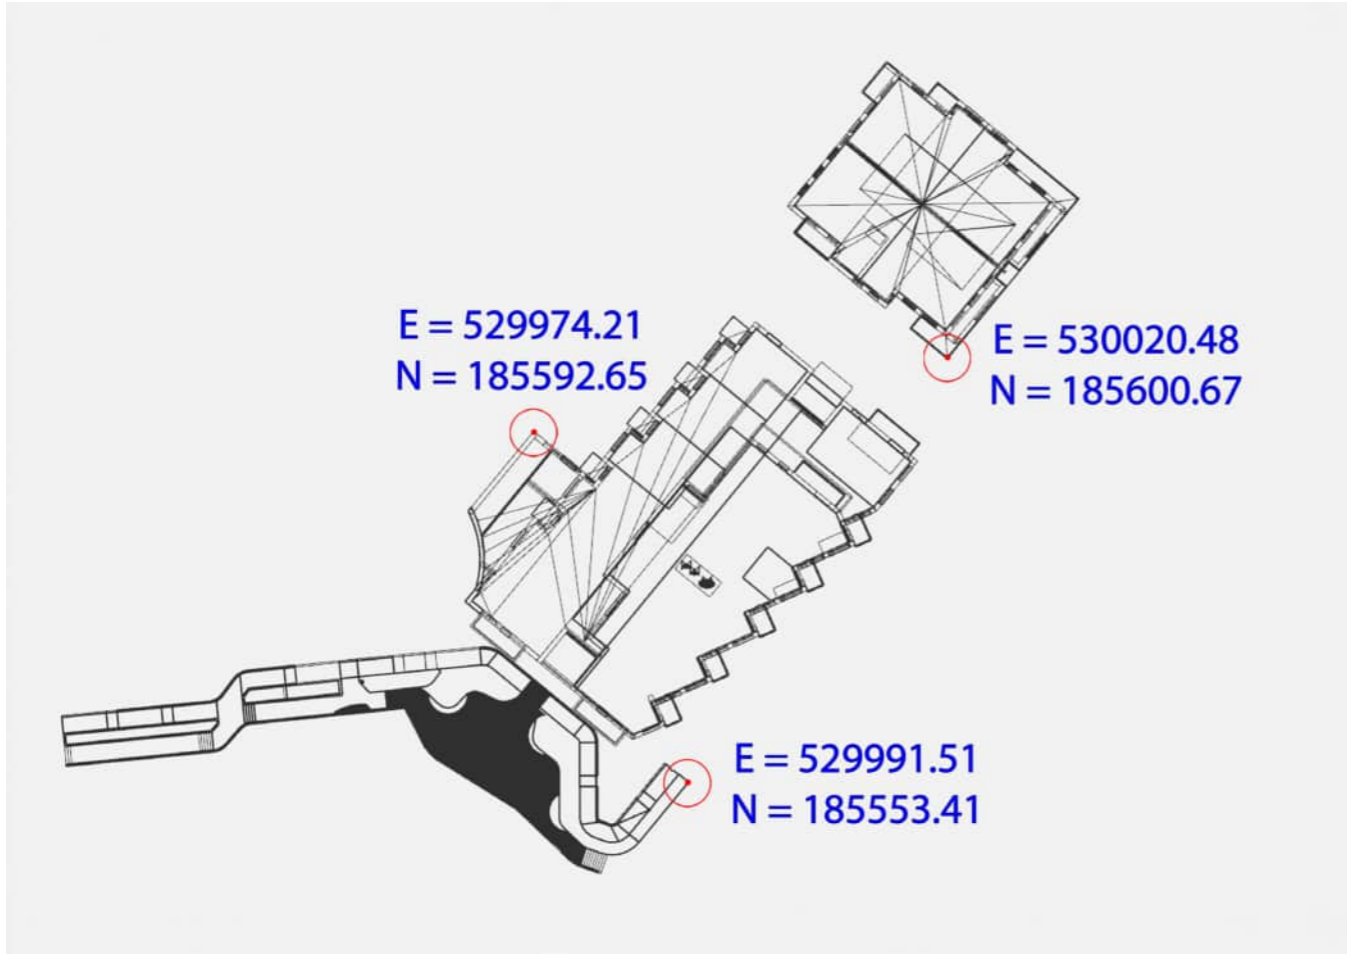 E = 529974.21
N = 185592.65
E = 530020.48
N = 185600.67
E = 529991.51
N = 185553.41